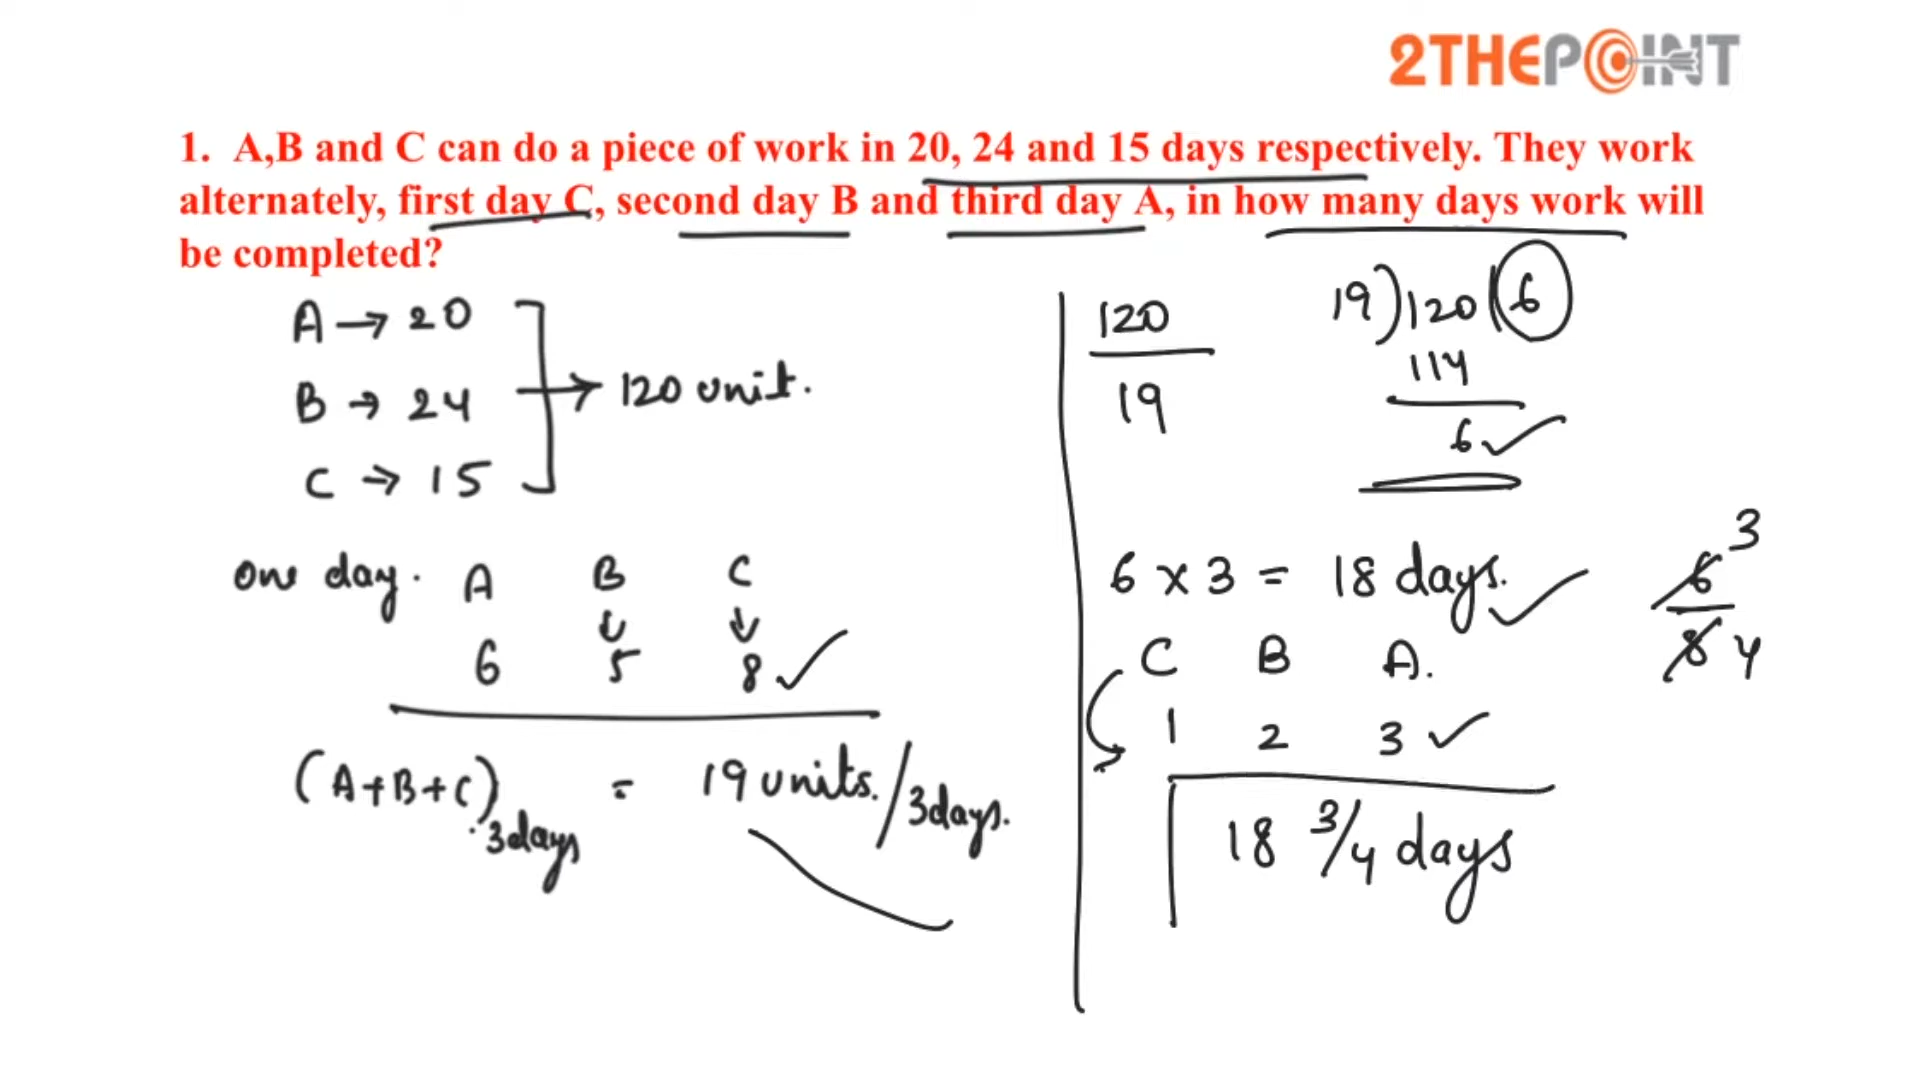 2THEPOINT
1. A,B and C can do a piece of work in 20, 24 and 15 days respectively. They work
alternately, first day C, second day B and third day A, in how many days work will
be completed?
A → 20
B → 24
C → 15
→ 120 unit.
one day. A B C
6 5 8
(A+B+C) 3days = 19 units. / 3days.
120
19
19)120(6
114
6
6 x 3 = 18 days.
C B A.
1 2 3
18 3/4 days
6 3
8 4